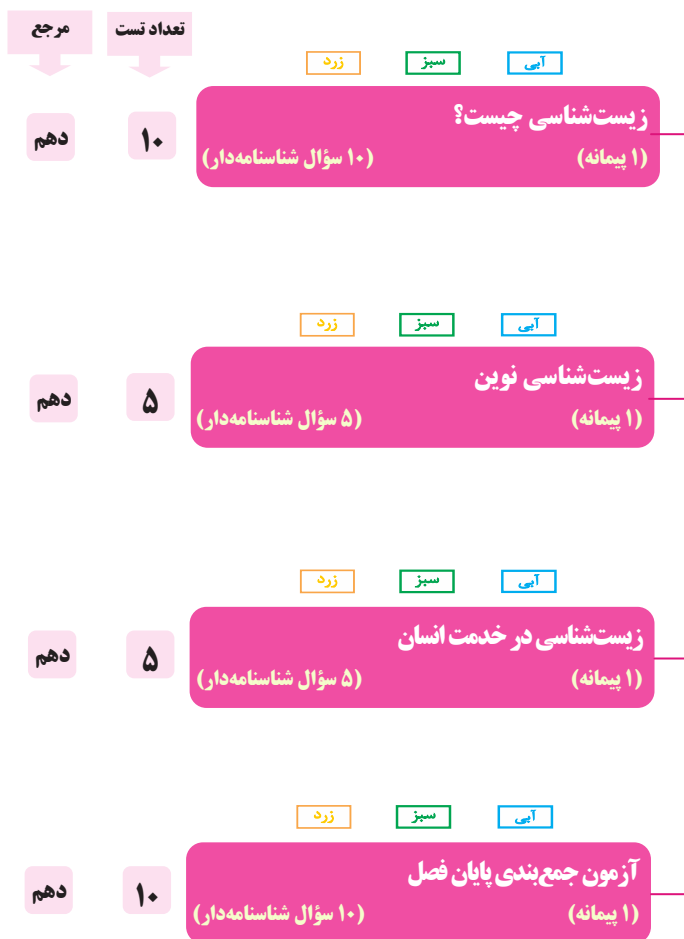 مرجع
تعداد تست
آبی سبز زرد
زیست‌شناسی چیست؟
(۱ پیمانه) (۱۰ سؤال شناسنامه‌دار)
۱۰
دهم
آبی سبز زرد
زیست‌شناسی نوین
(۱ پیمانه) (۵ سؤال شناسنامه‌دار)
۵
دهم
آبی سبز زرد
زیست‌شناسی در خدمت انسان
(۱ پیمانه) (۵ سؤال شناسنامه‌دار)
۵
دهم
آبی سبز زرد
آزمون جمع‌بندی پایان فصل
(۱ پیمانه) (۱۰ سؤال شناسنامه‌دار)
۱۰
دهم